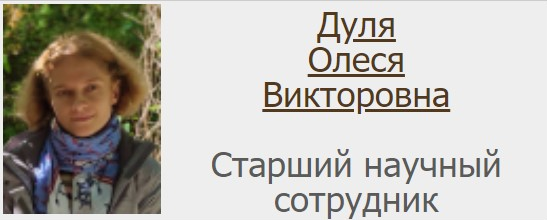 Дуля
Олеся
Викторовна
Старший научный
сотрудник